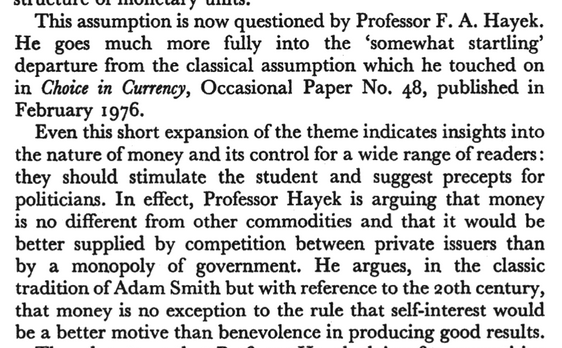 structure of monetary units.
This assumption is now questioned by Professor F. A. Hayek.
He goes much more fully into the ‘somewhat startling’
departure from the classical assumption which he touched on
in Choice in Currency, Occasional Paper No. 48, published in
February 1976.
Even this short expansion of the theme indicates insights into
the nature of money and its control for a wide range of readers:
they should stimulate the student and suggest precepts for
politicians. In effect, Professor Hayek is arguing that money
is no different from other commodities and that it would be
better supplied by competition between private issuers than
by a monopoly of government. He argues, in the classic
tradition of Adam Smith but with reference to the 20th century,
that money is no exception to the rule that self-interest would
be a better motive than benevolence in producing good results.